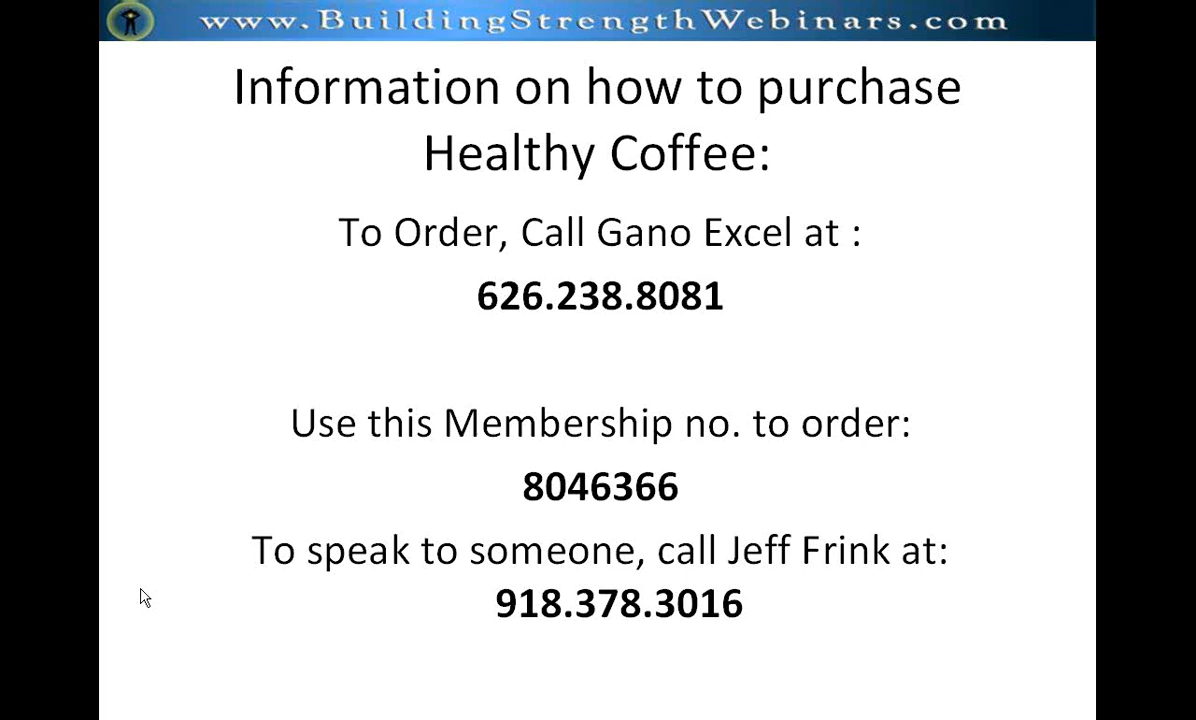 www.BuildingStrengthWebinars.com
Information on how to purchase
Healthy Coffee:
To Order, Call Gano Excel at :
626.238.8081
Use this Membership no. to order:
8046366
To speak to someone, call Jeff Frink at:
918.378.3016